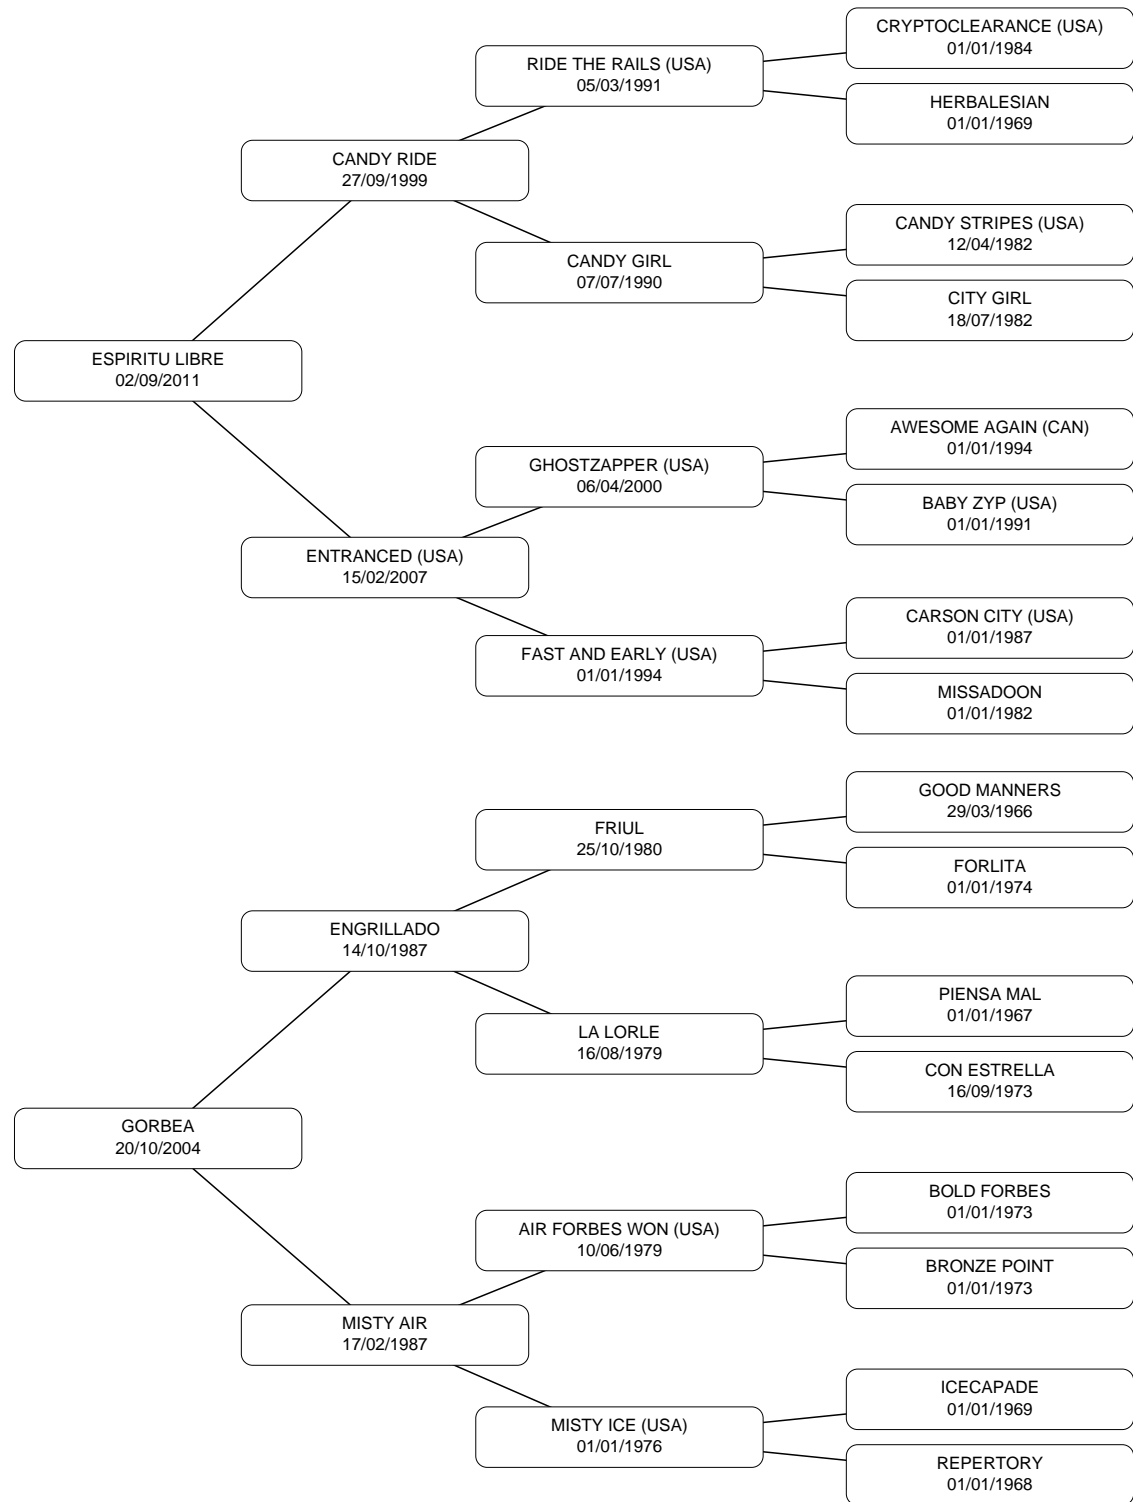 CRYPTOCLEARANCE (USA)
01/01/1984
RIDE THE RAILS (USA)
05/03/1991
HERBALESIAN
01/01/1969
CANDY RIDE
27/09/1999
CANDY STRIPES (USA)
12/04/1982
CANDY GIRL
07/07/1990
CITY GIRL
18/07/1982
ESPIRITU LIBRE
02/09/2011
AWESOME AGAIN (CAN)
01/01/1994
GHOSTZAPPER (USA)
06/04/2000
BABY ZYP (USA)
01/01/1991
ENTRANCED (USA)
15/02/2007
CARSON CITY (USA)
01/01/1987
FAST AND EARLY (USA)
01/01/1994
MISSADOON
01/01/1982
GOOD MANNERS
29/03/1966
FRIUL
25/10/1980
FORLITA
01/01/1974
ENGRILLADO
14/10/1987
PIENSA MAL
01/01/1967
LA LORLE
16/08/1979
CON ESTRELLA
16/09/1973
GORBEA
20/10/2004
BOLD FORBES
01/01/1973
AIR FORBES WON (USA)
10/06/1979
BRONZE POINT
01/01/1973
MISTY AIR
17/02/1987
ICECAPADE
01/01/1969
MISTY ICE (USA)
01/01/1976
REPERTORY
01/01/1968